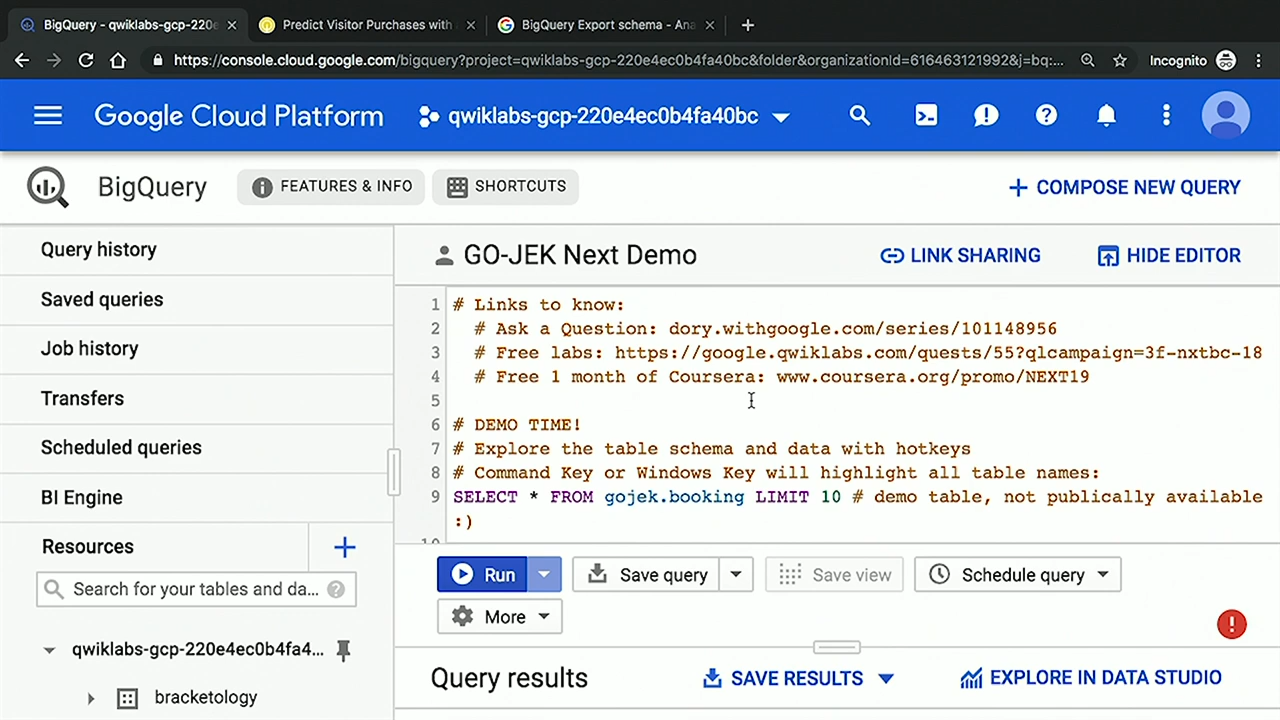 BigQuery - qwiklabs-gcp-220e
Predict Visitor Purchases with
BigQuery Export schema - Ana
https://console.cloud.google.com/bigquery?project=qwiklabs-gcp-220e4ec0b4fa40bc&folder&organizationId=616463121992&j=bq:...
Incognito
Google Cloud Platform
qwiklabs-gcp-220e4ec0b4fa40bc
BigQuery
FEATURES & INFO
SHORTCUTS
+ COMPOSE NEW QUERY
Query history
Saved queries
Job history
Transfers
Scheduled queries
BI Engine
Resources
Search for your tables and da...
qwiklabs-gcp-220e4ec0b4fa4...
bracketology
GO-JEK Next Demo
LINK SHARING
HIDE EDITOR
1 # Links to know:
2 # Ask a Question: dory.withgoogle.com/series/101148956
3 # Free labs: https://google.qwiklabs.com/quests/55?qlcampaign=3f-nxtbc-18
4 # Free 1 month of Coursera: www.coursera.org/promo/NEXT19
5
6 # DEMO TIME!
7 # Explore the table schema and data with hotkeys
8 # Command Key or Windows Key will highlight all table names:
9 SELECT * FROM gojek.booking LIMIT 10 # demo table, not publically available
:)
10
Run
Save query
Save view
Schedule query
More
Query results
SAVE RESULTS
EXPLORE IN DATA STUDIO